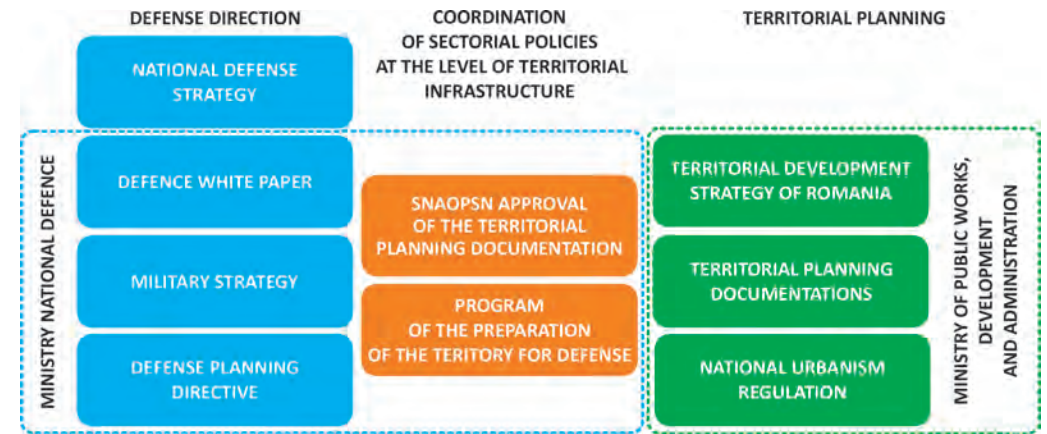 DEFENSE DIRECTION
COORDINATION
OF SECTORIAL POLICIES
AT THE LEVEL OF TERRITORIAL
INFRASTRUCTURE
TERRITORIAL PLANNING
MINISTRY NATIONAL DEFENCE
NATIONAL DEFENSE
STRATEGY
DEFENCE WHITE PAPER
MILITARY STRATEGY
DEFENSE PLANNING
DIRECTIVE
SNAOPSN APPROVAL
OF THE TERRITORIAL
PLANNING DOCUMENTATION
PROGRAM
OF THE PREPARATION
OF THE TERITORY FOR DEFENSE
TERRITORIAL DEVELOPMENT
STRATEGY OF ROMANIA
TERRITORIAL PLANNING
DOCUMENTATIONS
NATIONAL URBANISM
REGULATION
MINISTRY OF PUBLIC WORKS,
DEVELOPMENT
AND ADMINISTRATION